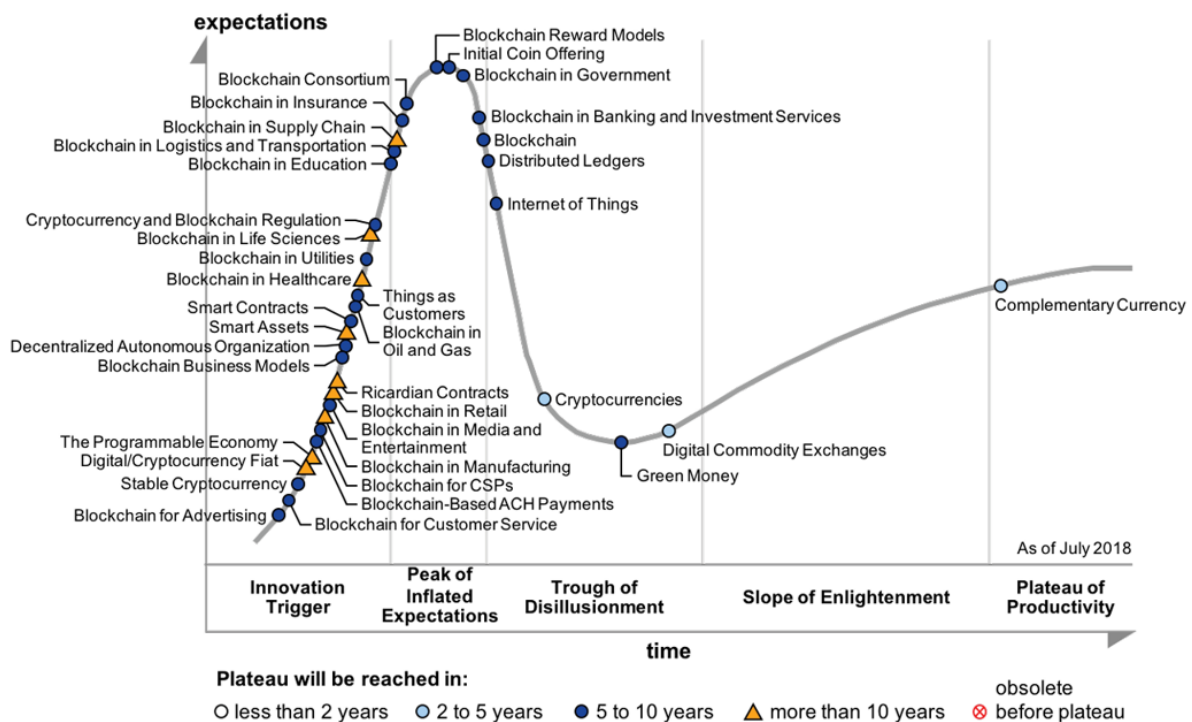 expectations
Blockchain Reward Models
Initial Coin Offering
Blockchain in Government
Blockchain Consortium
Blockchain in Insurance
Blockchain in Supply Chain
Blockchain in Logistics and Transportation
Blockchain in Education
Blockchain in Banking and Investment Services
Blockchain
Distributed Ledgers
Internet of Things
Cryptocurrency and Blockchain Regulation
Blockchain in Life Sciences
Blockchain in Utilities
Blockchain in Healthcare
Things as
Customers
Smart Contracts
Smart Assets
Blockchain in
Oil and Gas
Decentralized Autonomous Organization
Blockchain Business Models
Ricardian Contracts
Blockchain in Retail
Blockchain in Media and
Entertainment
Blockchain in Manufacturing
Blockchain for CSPs
Blockchain-Based ACH Payments
The Programmable Economy
Digital/Cryptocurrency Fiat
Stable Cryptocurrency
Blockchain for Advertising
Blockchain for Customer Service
Cryptocurrencies
Digital Commodity Exchanges
Green Money
Complementary Currency
As of July 2018
Innovation
Trigger
Peak of
Inflated
Expectations
Trough of
Disillusionment
Slope of Enlightenment
Plateau of
Productivity
time
Plateau will be reached in:
less than 2 years
2 to 5 years
5 to 10 years
more than 10 years
obsolete
before plateau